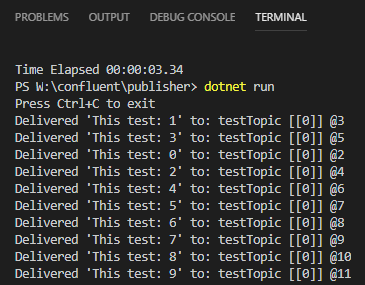 PROBLEMS OUTPUT DEBUG CONSOLE TERMINAL
Time Elapsed 00:00:03.34
PS W:\confluent\publisher> dotnet run
Press Ctrl+C to exit
Delivered 'This test: 1' to: testTopic [[0]] @3
Delivered 'This test: 3' to: testTopic [[0]] @5
Delivered 'This test: 0' to: testTopic [[0]] @2
Delivered 'This test: 2' to: testTopic [[0]] @4
Delivered 'This test: 4' to: testTopic [[0]] @6
Delivered 'This test: 5' to: testTopic [[0]] @7
Delivered 'This test: 6' to: testTopic [[0]] @8
Delivered 'This test: 7' to: testTopic [[0]] @9
Delivered 'This test: 8' to: testTopic [[0]] @10
Delivered 'This test: 9' to: testTopic [[0]] @11